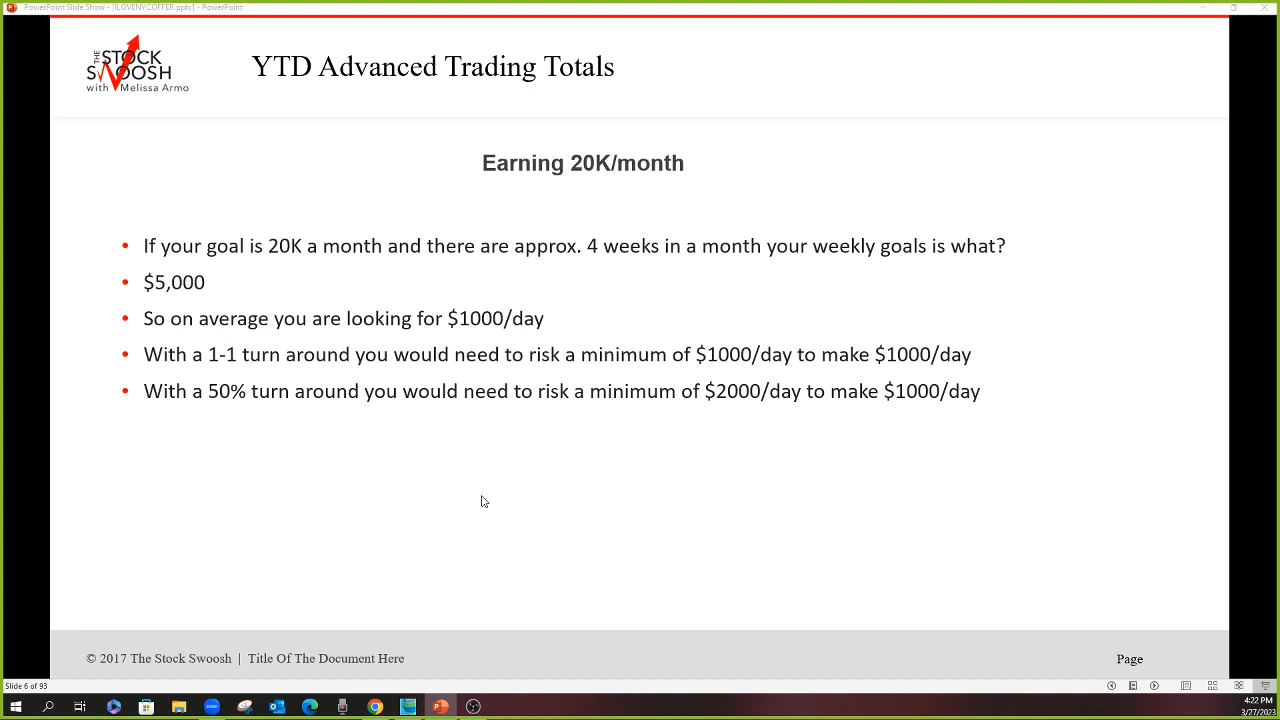 PowerPoint Slide Show - [ILOVENYCOFFER.pptx] - PowerPoint
THE STOCK SWOOSH
with Melissa Armo
YTD Advanced Trading Totals
Earning 20K/month
• If your goal is 20K a month and there are approx. 4 weeks in a month your weekly goals is what?
• $5,000
• So on average you are looking for $1000/day
• With a 1-1 turn around you would need to risk a minimum of $1000/day to make $1000/day
• With a 50% turn around you would need to risk a minimum of $2000/day to make $1000/day
© 2017 The Stock Swoosh | Title Of The Document Here
Page
Slide 6 of 93
zoom
4:22 PM
3/27/2023